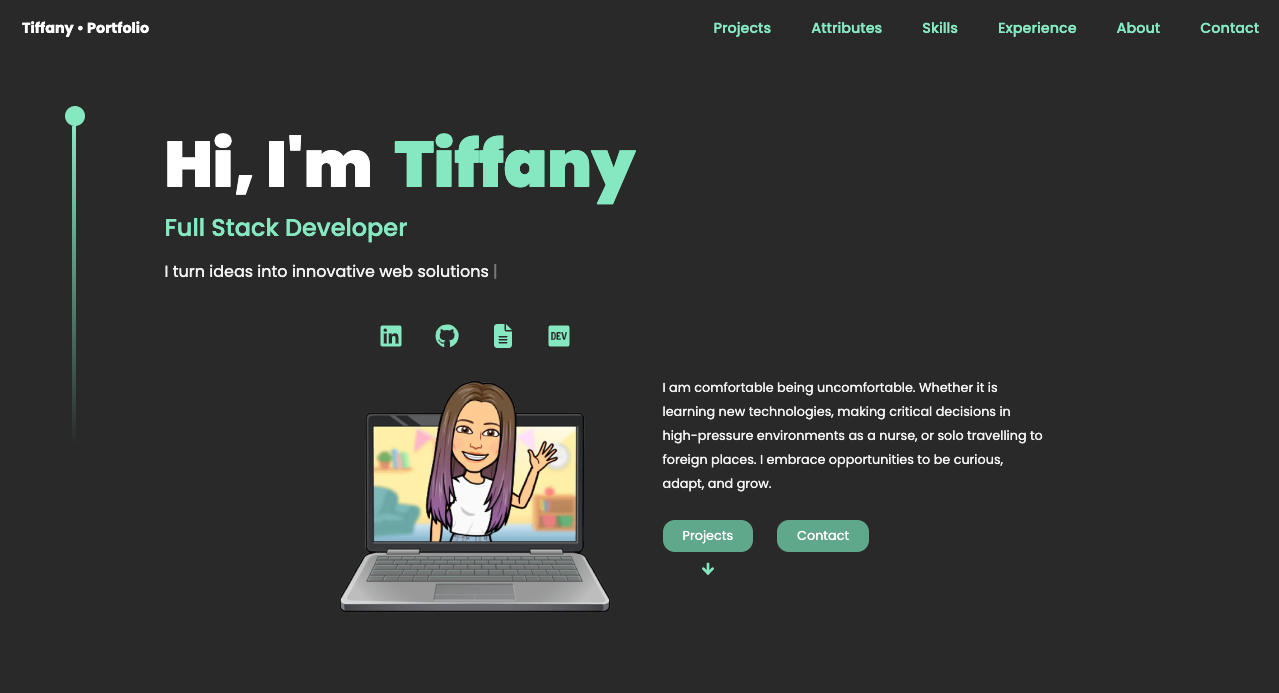 Tiffany • Portfolio
Projects Attributes Skills Experience About Contact
Hi, I'm Tiffany
Full Stack Developer
I turn ideas into innovative web solutions |
in
DEV
I am comfortable being uncomfortable. Whether it is
learning new technologies, making critical decisions in
high-pressure environments as a nurse, or solo travelling to
foreign places. I embrace opportunities to be curious,
adapt, and grow.
Projects Contact